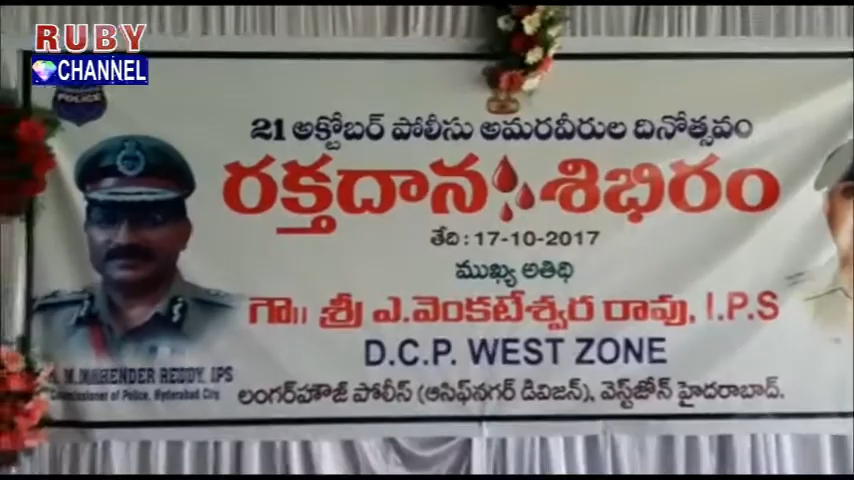 RUBY
CHANNEL
POLICE
21 అక్టోబర్ పోలీసు అమరవీరుల దినోత్సవం
రక్తదాన శిబిరం
తేది : 17-10-2017
ముఖ్య అతిధి
గౌ౹౹ శ్రీ ఎ.వెంకటేశ్వర రావు, I.P.S
D.C.P. WEST ZONE
M. MAHENDER REDDY, IPS
Commissioner of Police, Hyderabad City
లంగర్‌హౌజ్ పోలీస్ (ఆసిఫ్‌నగర్ డివిజన్), వెస్ట్‌జోన్ హైదరాబాద్.